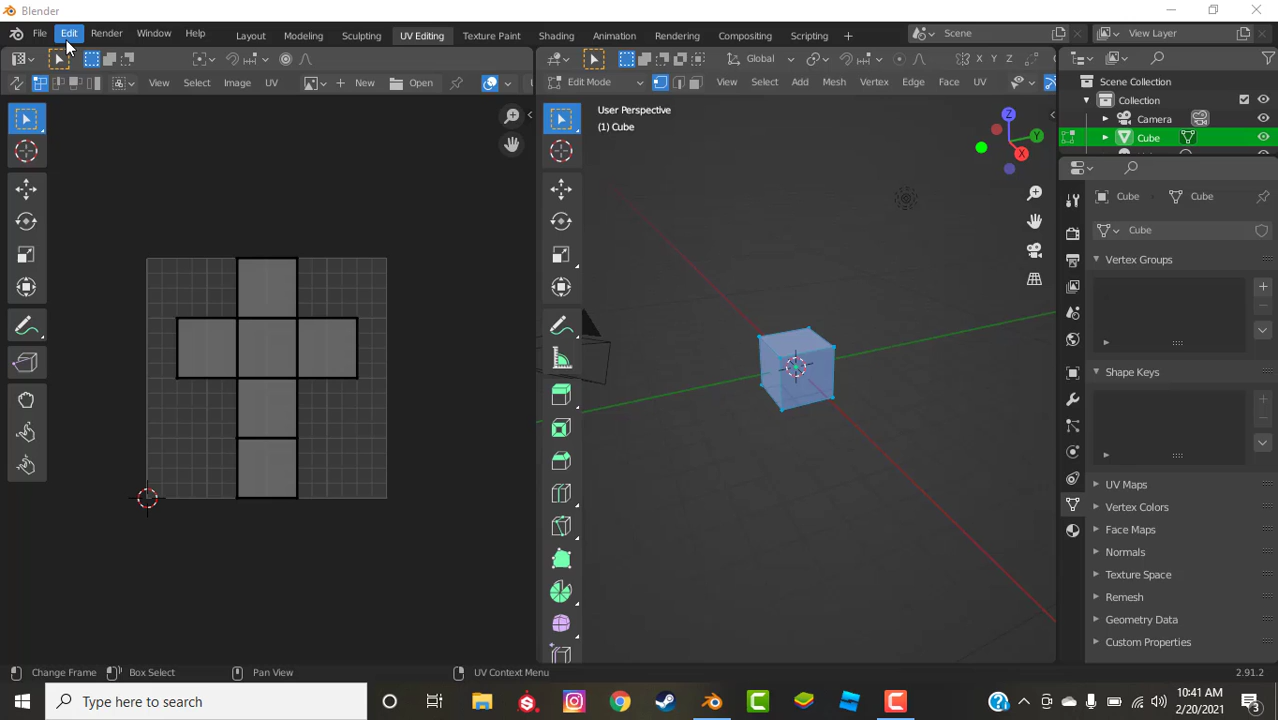 Blender
File Edit Render Window Help Layout Modeling Sculpting UV Editing Texture Paint Shading Animation Rendering Compositing Scripting + Scene View Layer
Global
View Select Image UV New Open Edit Mode View Select Add Mesh Vertex Edge Face UV
Scene Collection
Collection
Camera
Cube
User Perspective
(1) Cube
Z
Y
X
Cube Cube
Cube
Vertex Groups
Shape Keys
UV Maps
Vertex Colors
Face Maps
Normals
Texture Space
Remesh
Geometry Data
Custom Properties
Change Frame Box Select Pan View UV Context Menu 2.91.2
Type here to search
10:41 AM
2/20/2021
3